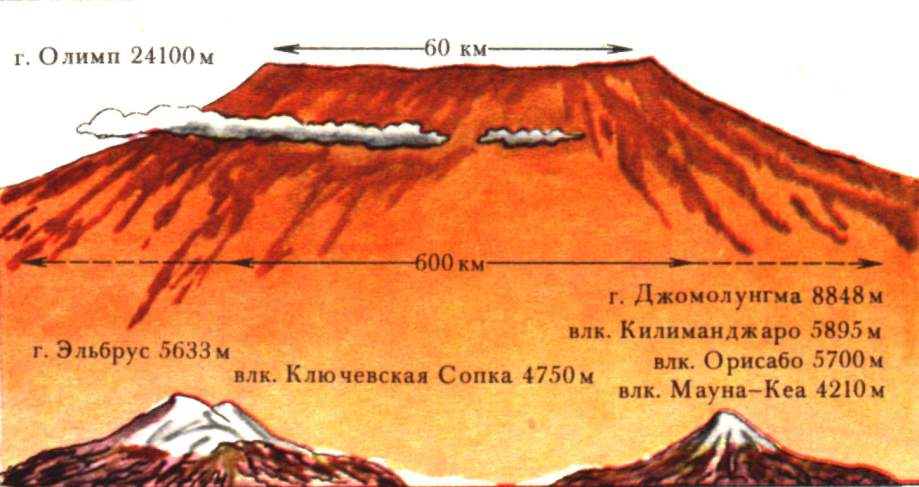 г. Олимп 24100 м
60 км
600 км
г. Джомолунгма 8848 м
влк. Килиманджаро 5895 м
г. Эльбрус 5633 м
влк. Орисабо 5700 м
влк. Ключевская Сопка 4750 м
влк. Мауна-Кеа 4210 м